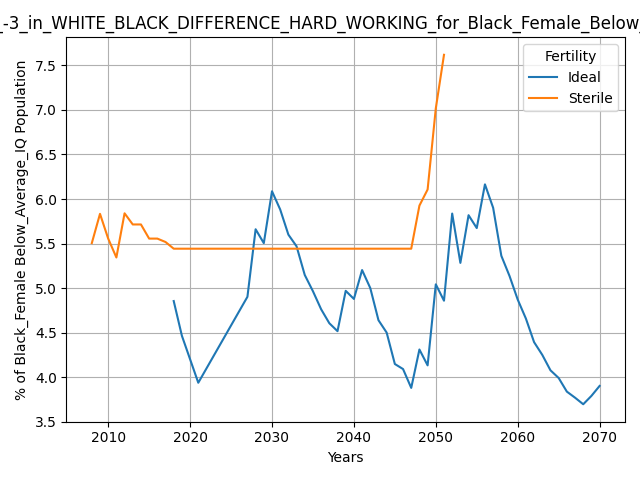 _-3_in_WHITE_BLACK_DIFFERENCE_HARD_WORKING_for_Black_Female_Below_
7.5
7.0
6.5
6.0
5.5
5.0
4.5
4.0
3.5
% of Black_Female Below_Average_IQ Population
Fertility
Ideal
Sterile
2010 2020 2030 2040 2050 2060 2070
Years